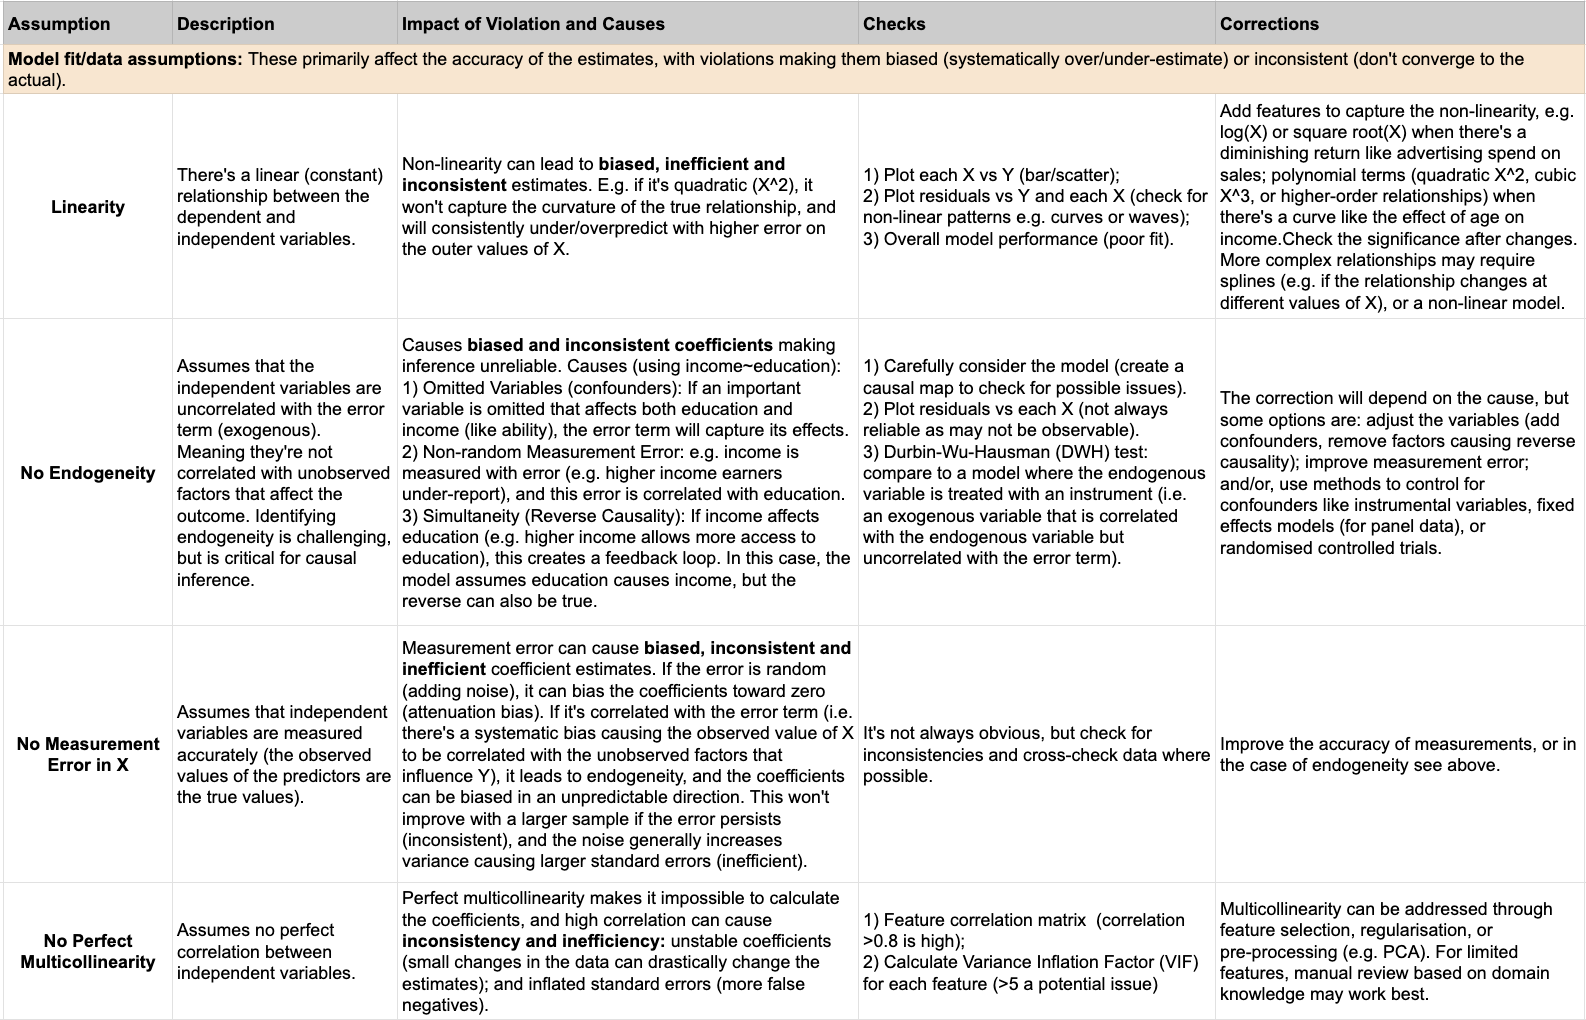 Assumption
Description
Impact of Violation and Causes
Checks
Corrections
Model fit/data assumptions: These primarily affect the accuracy of the estimates, with violations making them biased (systematically over/under-estimate) or inconsistent (don't converge to the
actual).
Linearity
There's a linear (constant)
relationship between the
dependent and
independent variables.
Non-linearity can lead to biased, inefficient and
inconsistent estimates. E.g. if it's quadratic (X^2), it
won't capture the curvature of the true relationship, and
will consistently under/overpredict with higher error on
the outer values of X.
1) Plot each X vs Y (bar/scatter);
2) Plot residuals vs Y and each X (check for
non-linear patterns e.g. curves or waves);
3) Overall model performance (poor fit).
Add features to capture the non-linearity, e.g.
log(X) or square root(X) when there's a
diminishing return like advertising spend on
sales; polynomial terms (quadratic X^2, cubic
X^3, or higher-order relationships) when
there's a curve like the effect of age on
income.Check the significance after changes.
More complex relationships may require
splines (e.g. if the relationship changes at
different values of X), or a non-linear model.
No Endogeneity
Assumes that the
independent variables are
uncorrelated with the error
term (exogenous).
Meaning they're not
correlated with unobserved
factors that affect the
outcome. Identifying
endogeneity is challenging,
but is critical for causal
inference.
Causes biased and inconsistent coefficients making
inference unreliable. Causes (using income~education):
1) Omitted Variables (confounders): If an important
variable is omitted that affects both education and
income (like ability), the error term will capture its effects.
2) Non-random Measurement Error: e.g. income is
measured with error (e.g. higher income earners
under-report), and this error is correlated with education.
3) Simultaneity (Reverse Causality): If income affects
education (e.g. higher income allows more access to
education), this creates a feedback loop. In this case, the
model assumes education causes income, but the
reverse can also be true.
1) Carefully consider the model (create a
causal map to check for possible issues).
2) Plot residuals vs each X (not always
reliable as may not be observable).
3) Durbin-Wu-Hausman (DWH) test:
compare to a model where the endogenous
variable is treated with an instrument (i.e.
an exogenous variable that is correlated
with the endogenous variable but
uncorrelated with the error term).
The correction will depend on the cause, but
some options are: adjust the variables (add
confounders, remove factors causing reverse
causality); improve measurement error;
and/or, use methods to control for
confounders like instrumental variables, fixed
effects models (for panel data), or
randomised controlled trials.
No Measurement
Error in X
Assumes that independent
variables are measured
accurately (the observed
values of the predictors are
the true values).
Measurement error can cause biased, inconsistent and
inefficient coefficient estimates. If the error is random
(adding noise), it can bias the coefficients toward zero
(attenuation bias). If it's correlated with the error term (i.e.
there's a systematic bias causing the observed value of X
to be correlated with the unobserved factors that
influence Y), it leads to endogeneity, and the coefficients
can be biased in an unpredictable direction. This won't
improve with a larger sample if the error persists
(inconsistent), and the noise generally increases
variance causing larger standard errors (inefficient).
It's not always obvious, but check for
inconsistencies and cross-check data where
possible.
Improve the accuracy of measurements, or in
the case of endogeneity see above.
No Perfect
Multicollinearity
Assumes no perfect
correlation between
independent variables.
Perfect multicollinearity makes it impossible to calculate
the coefficients, and high correlation can cause
inconsistency and inefficiency: unstable coefficients
(small changes in the data can drastically change the
estimates); and inflated standard errors (more false
negatives).
1) Feature correlation matrix (correlation
>0.8 is high);
2) Calculate Variance Inflation Factor (VIF)
for each feature (>5 a potential issue)
Multicollinearity can be addressed through
feature selection, regularisation, or
pre-processing (e.g. PCA). For limited
features, manual review based on domain
knowledge may work best.